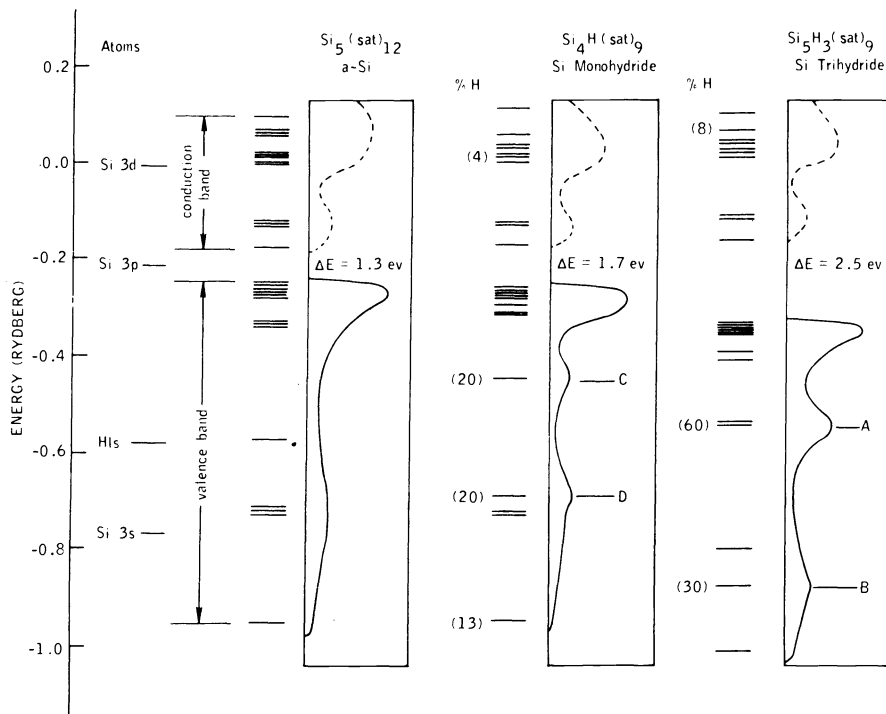 Si5(sat)12
Si4H(sat)9
Si5H3(sat)9
Atoms
a-Si
Si Monohydride
Si Trihydride
% H
% H
0.2
(8)
(4)
-0.0
Si 3d
conduction
band
-0.2
Si 3p
ΔE = 1.3 ev
ΔE = 1.7 ev
ΔE = 2.5 ev
ENERGY (RYDBERG)
-0.4
(20)
C
valence band
(60)
A
Hls
-0.6
(20)
D
Si 3s
-0.8
(30)
B
(13)
-1.0